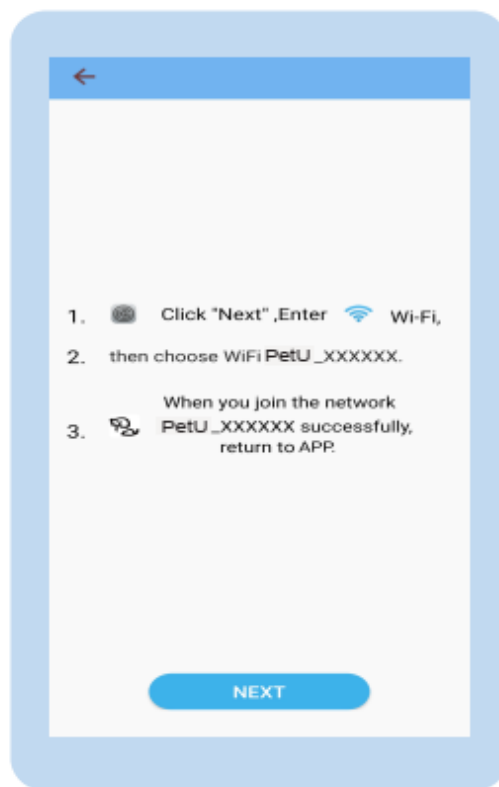 1. Click "Next" ,Enter Wi-Fi,
2. then choose WiFi PetU_XXXXXX.
When you join the network
3. PetU_XXXXXX successfully,
return to APP.
NEXT